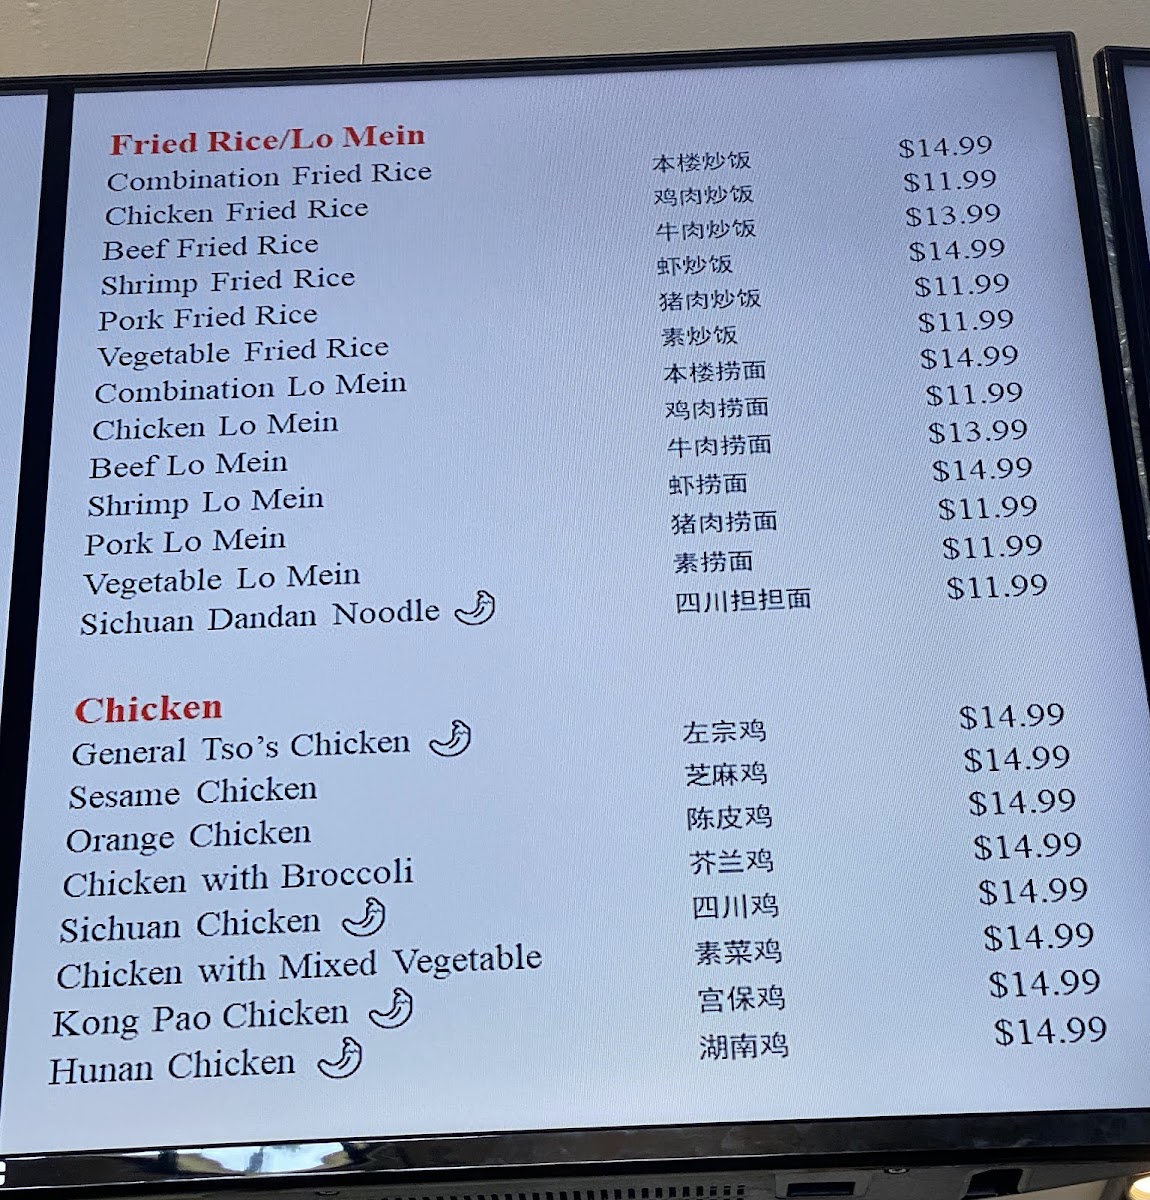 Fried Rice/Lo Mein
Combination Fried Rice 本楼炒饭 $14.99
Chicken Fried Rice 鸡肉炒饭 $11.99
Beef Fried Rice 牛肉炒饭 $13.99
Shrimp Fried Rice 虾炒饭 $14.99
Pork Fried Rice 猪肉炒饭 $11.99
Vegetable Fried Rice 素炒饭 $11.99
Combination Lo Mein 本楼捞面 $14.99
Chicken Lo Mein 鸡肉捞面 $11.99
Beef Lo Mein 牛肉捞面 $13.99
Shrimp Lo Mein 虾捞面 $14.99
Pork Lo Mein 猪肉捞面 $11.99
Vegetable Lo Mein 素捞面 $11.99
Sichuan Dandan Noodle 四川担担面 $11.99
Chicken
General Tso's Chicken 左宗鸡 $14.99
Sesame Chicken 芝麻鸡 $14.99
Orange Chicken 陈皮鸡 $14.99
Chicken with Broccoli 芥兰鸡 $14.99
Sichuan Chicken 四川鸡 $14.99
Chicken with Mixed Vegetable 素菜鸡 $14.99
Kong Pao Chicken 宫保鸡 $14.99
Hunan Chicken 湖南鸡 $14.99